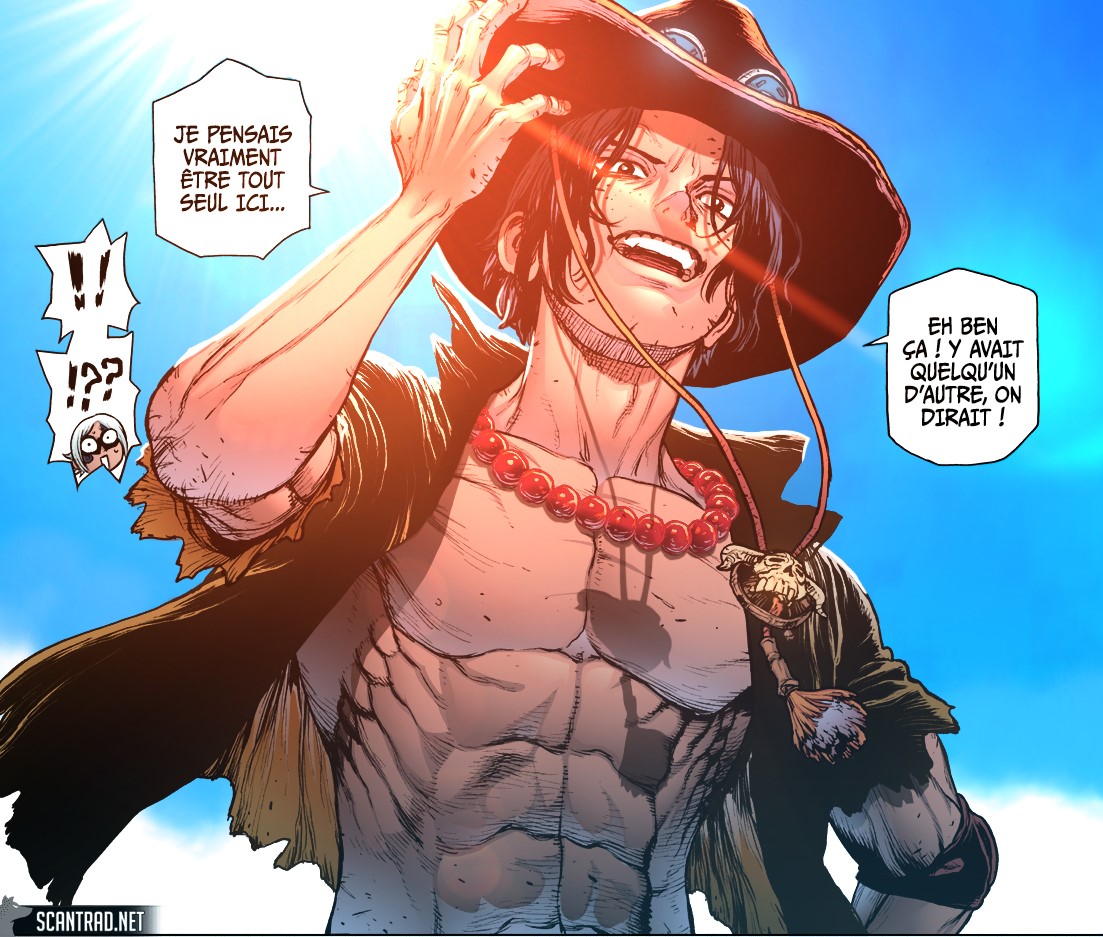 JE PENSAIS
VRAIMENT
ÊTRE TOUT
SEUL ICI...
!!
!??
EH BEN
ÇA ! Y AVAIT
QUELQU'UN
D'AUTRE, ON
DIRAIT !
SCANTRAD.NET